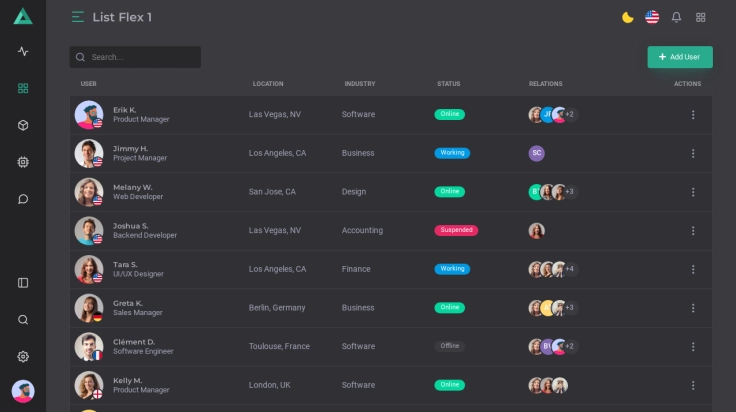 List Flex 1
Search...
Add User
USER LOCATION INDUSTRY STATUS RELATIONS ACTIONS
Erik K.
Product Manager
Las Vegas, NV
Software
Online
+2
Jimmy H.
Project Manager
Los Angeles, CA
Business
Working
SC
Melany W.
Web Developer
San Jose, CA
Design
Online
+3
Joshua S.
Backend Developer
Las Vegas, NV
Accounting
Suspended
Tara S.
UI/UX Designer
Los Angeles, CA
Finance
Working
+4
Greta K.
Sales Manager
Berlin, Germany
Business
Online
+3
Clément D.
Software Engineer
Toulouse, France
Software
Offline
+2
Kelly M.
Product Manager
London, UK
Software
Online